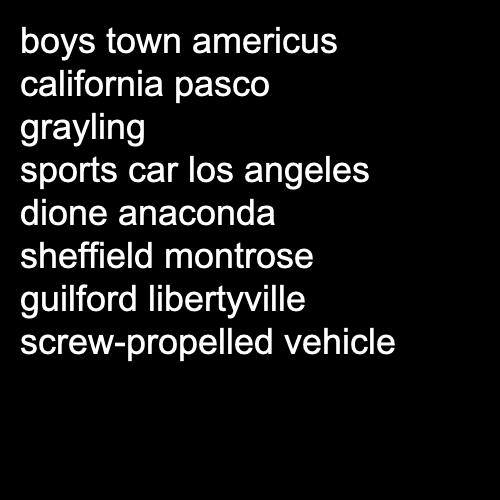 boys town americus
california pasco
grayling
sports car los angeles
dione anaconda
sheffield montrose
guilford libertyville
screw-propelled vehicle